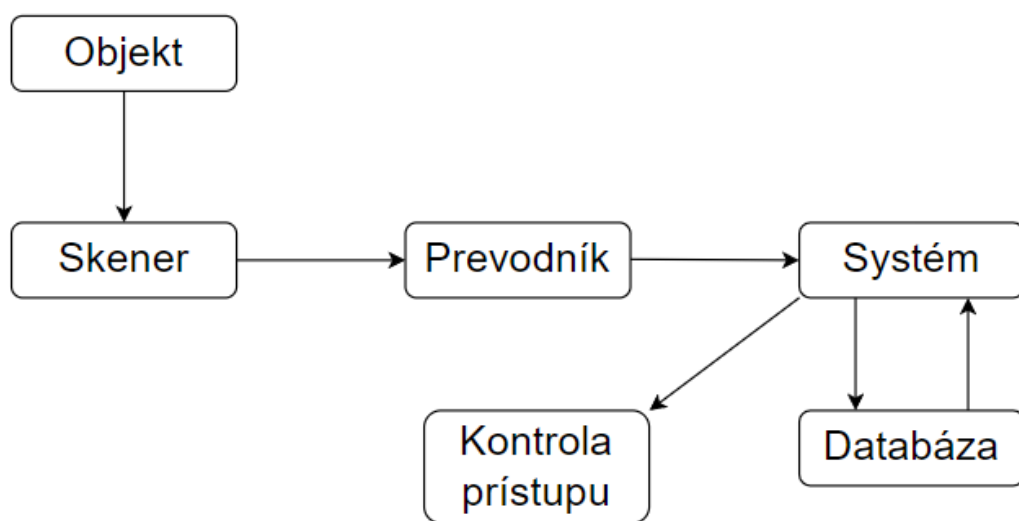 Objekt
Skener
Prevodník
Systém
Kontrola
prístupu
Databáza